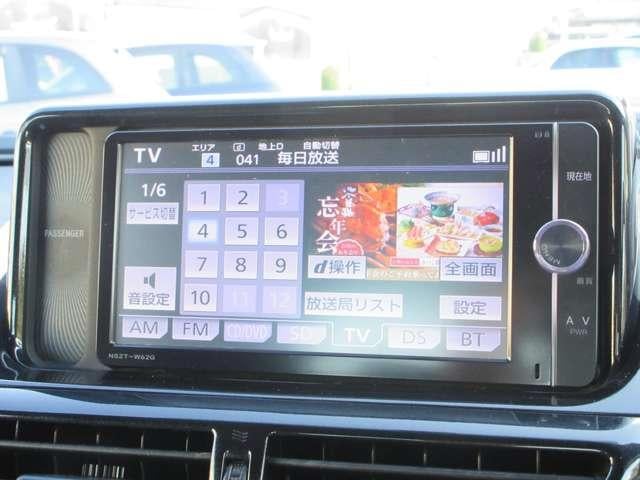 TV エリア 4 d 地上D 041 自動切替 毎日放送
現在地
1/6
サービス切替
1 2 3
4 5 6
7 8 9
10 11 12
PASSENGER
忘年会
d操作
全画面
音設定
放送局リスト
設定
画質
AM FM CD/DVD SD TV DS BT
A V
PWR
NSZT-W62G